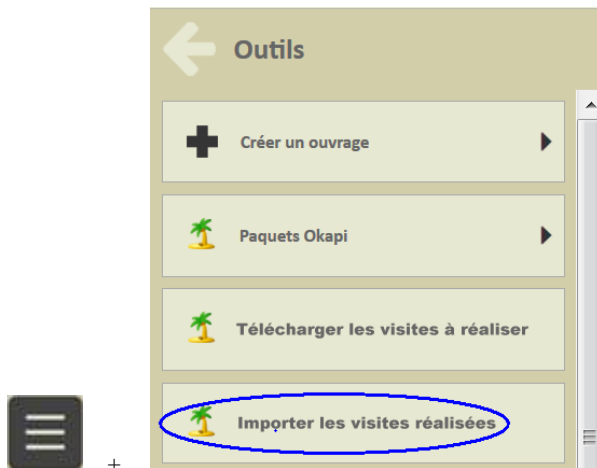 Outils
Créer un ouvrage
Paquets Okapi
Télécharger les visites à réaliser
Importer les visites réalisées
+